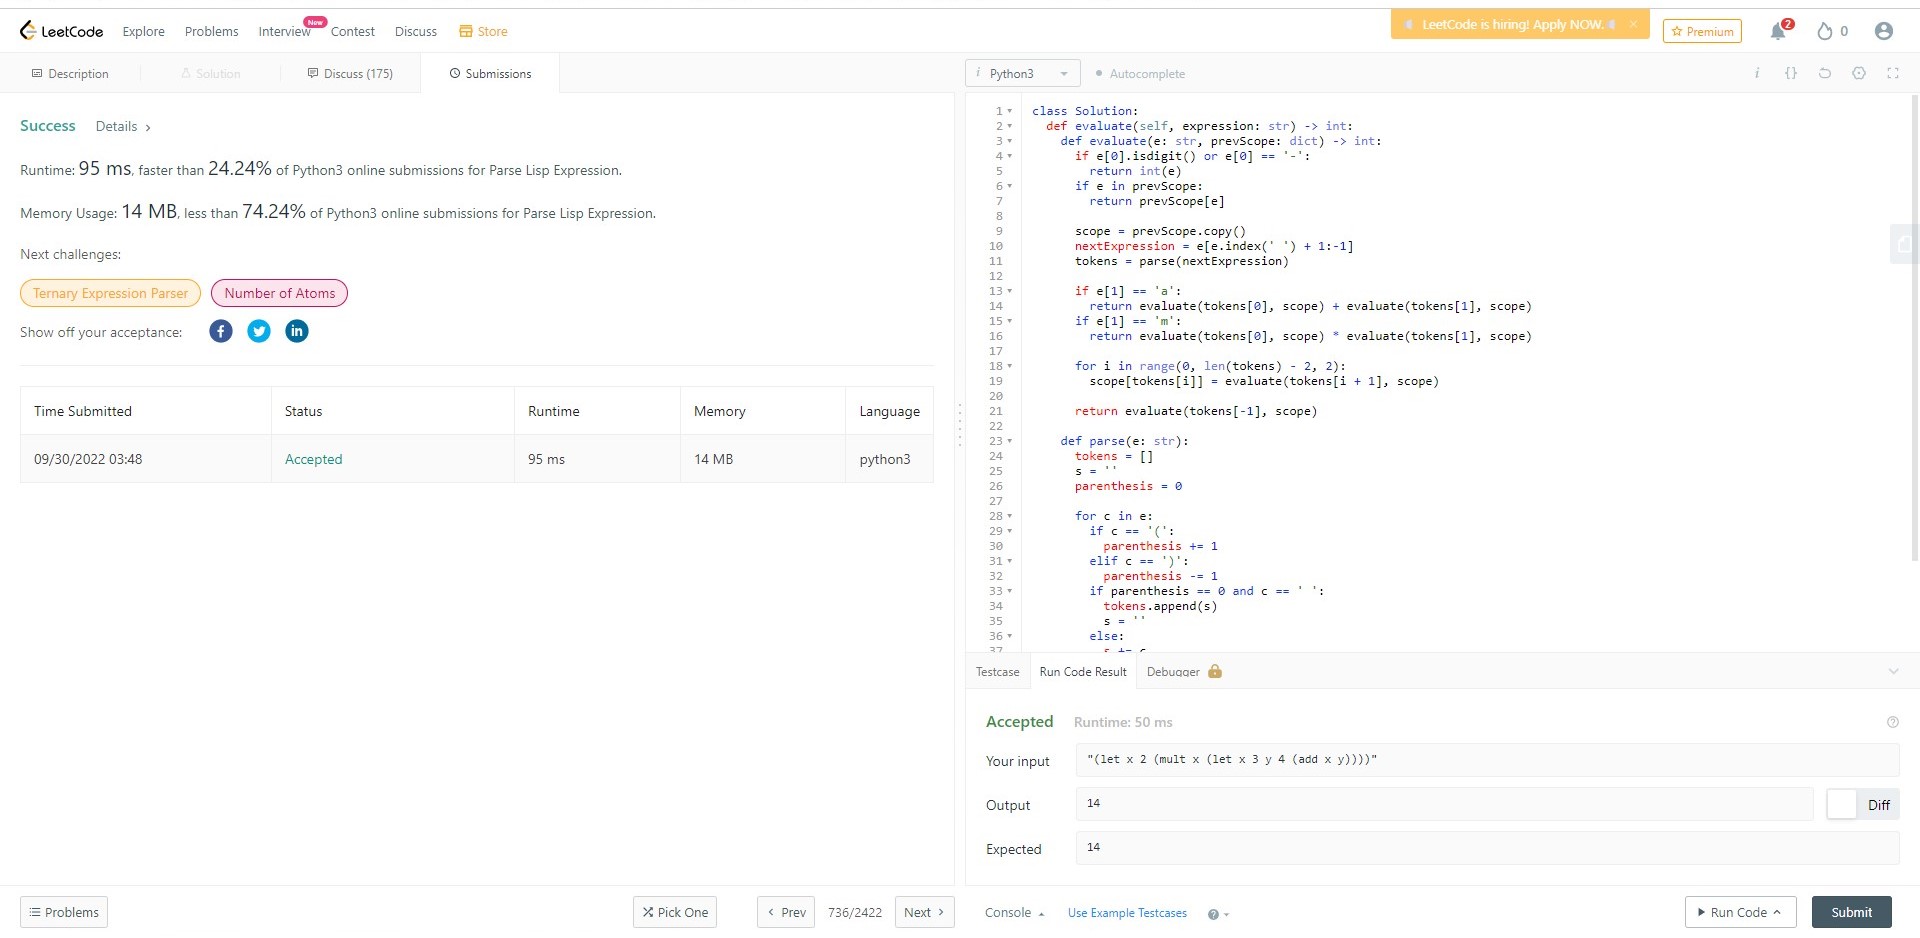 LeetCode Explore Problems Interview New Contest Discuss Store
LeetCode is hiring! Apply NOW. × Premium 2 0
Description Solution Discuss (175) Submissions
i Python3 Autocomplete i {}
Success Details >
Runtime: 95 ms, faster than 24.24% of Python3 online submissions for Parse Lisp Expression.
Memory Usage: 14 MB, less than 74.24% of Python3 online submissions for Parse Lisp Expression.
Next challenges:
Ternary Expression Parser Number of Atoms
Show off your acceptance: f in
Time Submitted Status Runtime Memory Language
09/30/2022 03:48 Accepted 95 ms 14 MB python3
Problems Pick One < Prev 736/2422 Next >
1 class Solution:
2   def evaluate(self, expression: str) -> int:
3     def evaluate(e: str, prevScope: dict) -> int:
4       if e[0].isdigit() or e[0] == '-':
5         return int(e)
6       if e in prevScope:
7         return prevScope[e]
8
9       scope = prevScope.copy()
10       nextExpression = e[e.index(' ') + 1:-1]
11       tokens = parse(nextExpression)
12
13       if e[1] == 'a':
14         return evaluate(tokens[0], scope) + evaluate(tokens[1], scope)
15       if e[1] == 'm':
16         return evaluate(tokens[0], scope) * evaluate(tokens[1], scope)
17
18       for i in range(0, len(tokens) - 2, 2):
19         scope[tokens[i]] = evaluate(tokens[i + 1], scope)
20
21       return evaluate(tokens[-1], scope)
22
23     def parse(e: str):
24       tokens = []
25       s = ''
26       parenthesis = 0
27
28       for c in e:
29         if c == '(':
30           parenthesis += 1
31         elif c == ')':
32           parenthesis -= 1
33         if parenthesis == 0 and c == ' ':
34           tokens.append(s)
35           s = ''
36         else:
37           s += c
Testcase Run Code Result Debugger
Accepted Runtime: 50 ms ?
Your input "(let x 2 (mult x (let x 3 y 4 (add x y))))"
Output 14 Diff
Expected 14
Console Use Example Testcases ? Run Code Submit